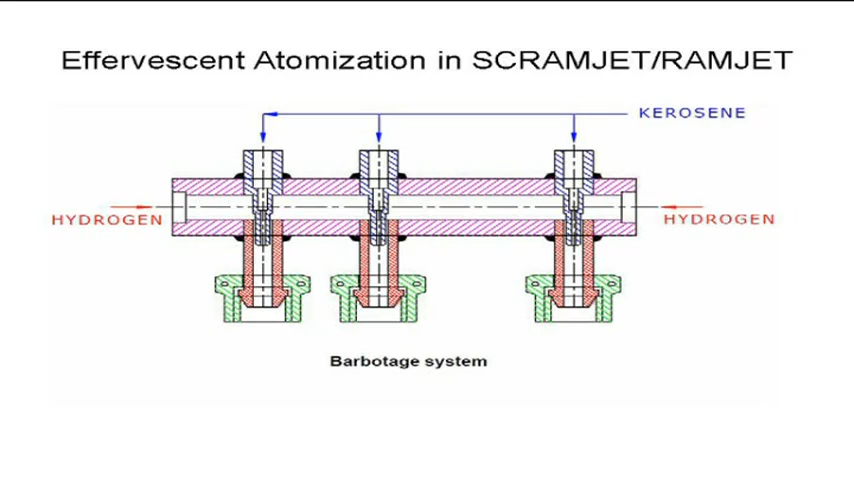 Effervescent Atomization in SCRAMJET/RAMJET
KEROSENE
HYDROGEN
HYDROGEN
Barbotage system